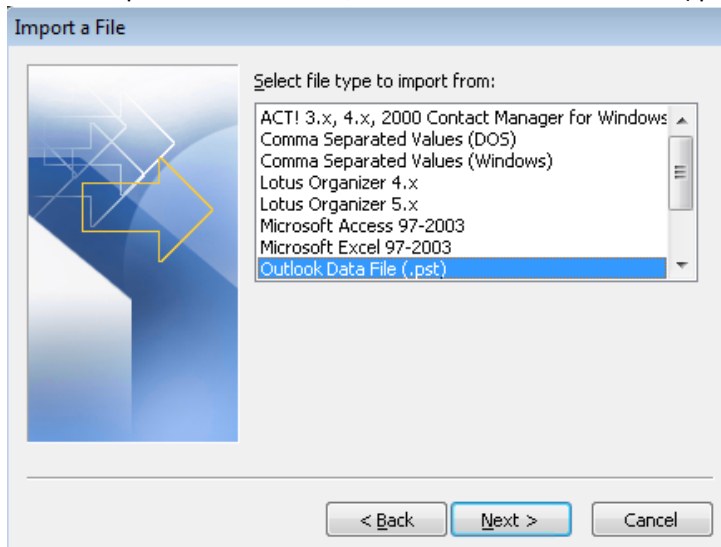 Import a File
Select file type to import from:
ACT! 3.x, 4.x, 2000 Contact Manager for Windows
Comma Separated Values (DOS)
Comma Separated Values (Windows)
Lotus Organizer 4.x
Lotus Organizer 5.x
Microsoft Access 97-2003
Microsoft Excel 97-2003
Outlook Data File (.pst)
< Back
Next >
Cancel